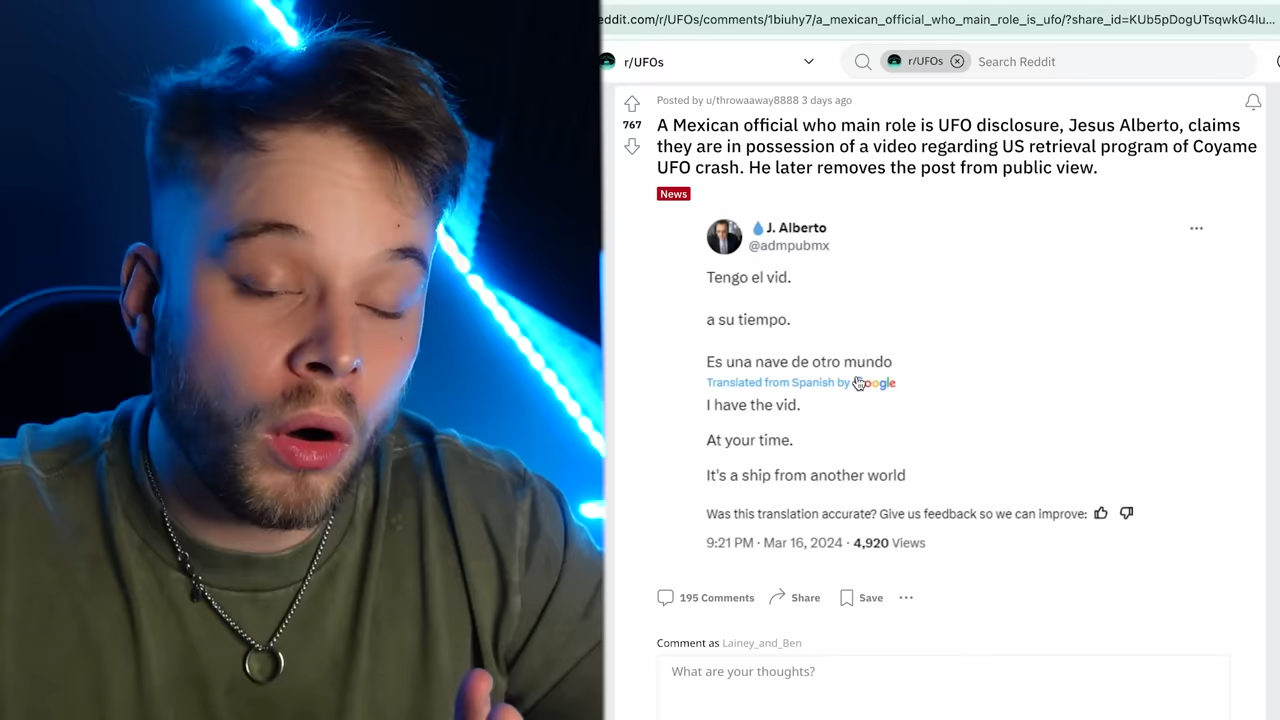 eddit.com/r/UFOs/comments/1biuhy7/a_mexican_official_who_main_role_is_ufo/?share_id=KUb5pDogUTsqwkG4lu...
r/UFOs
r/UFOs
Search Reddit
Posted by u/throwaaway8888 3 days ago
767
A Mexican official who main role is UFO disclosure, Jesus Alberto, claims
they are in possession of a video regarding US retrieval program of Coyame
UFO crash. He later removes the post from public view.
News
J. Alberto
@admpubmx
Tengo el vid.
a su tiempo.
Es una nave de otro mundo
Translated from Spanish by Google
I have the vid.
At your time.
It's a ship from another world
Was this translation accurate? Give us feedback so we can improve:
9:21 PM · Mar 16, 2024 · 4,920 Views
195 Comments Share Save
Comment as Lainey_and_Ben
What are your thoughts?